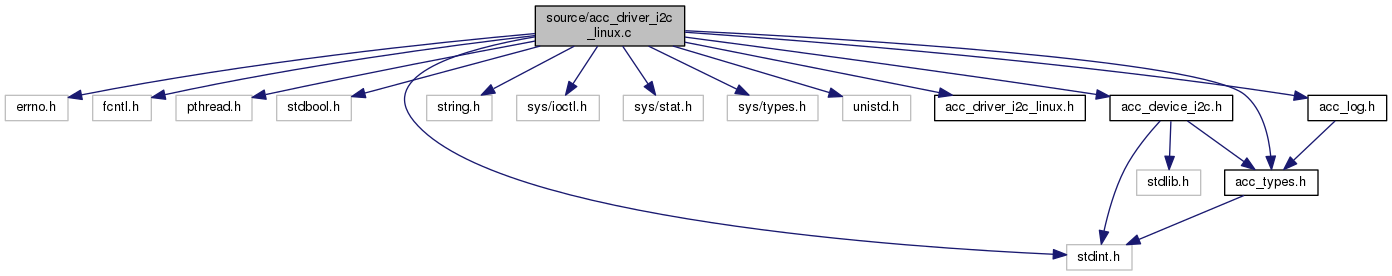 source/acc_driver_i2c
_linux.c
errno.h
fcntl.h
pthread.h
stdbool.h
string.h
sys/ioctl.h
sys/stat.h
sys/types.h
unistd.h
acc_driver_i2c_linux.h
acc_device_i2c.h
acc_log.h
stdlib.h
acc_types.h
stdint.h